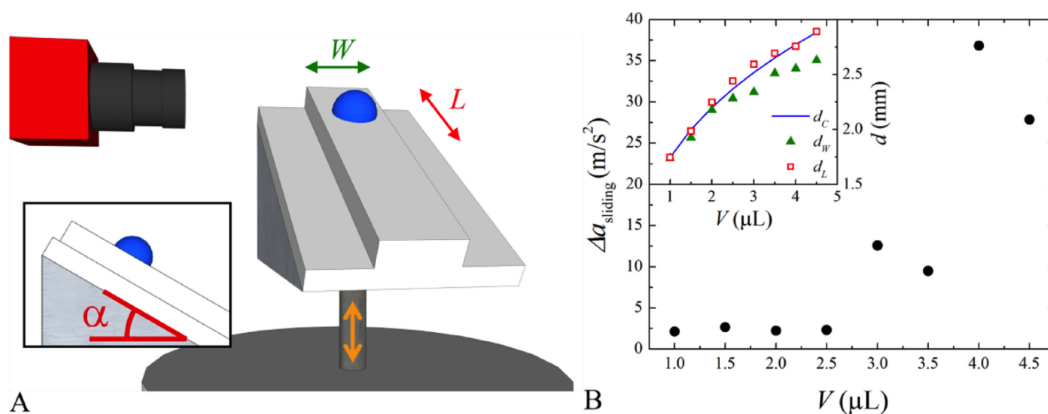 A
W
L
α
B
Δa_sliding (m/s²)
40
35
30
25
20
15
10
5
0
1.0 1.5 2.0 2.5 3.0 3.5 4.0 4.5
V (μL)
d_C
d_W
d_L
1 2 3 4 5
V (μL)
2.5
2.0
1.5
d (mm)